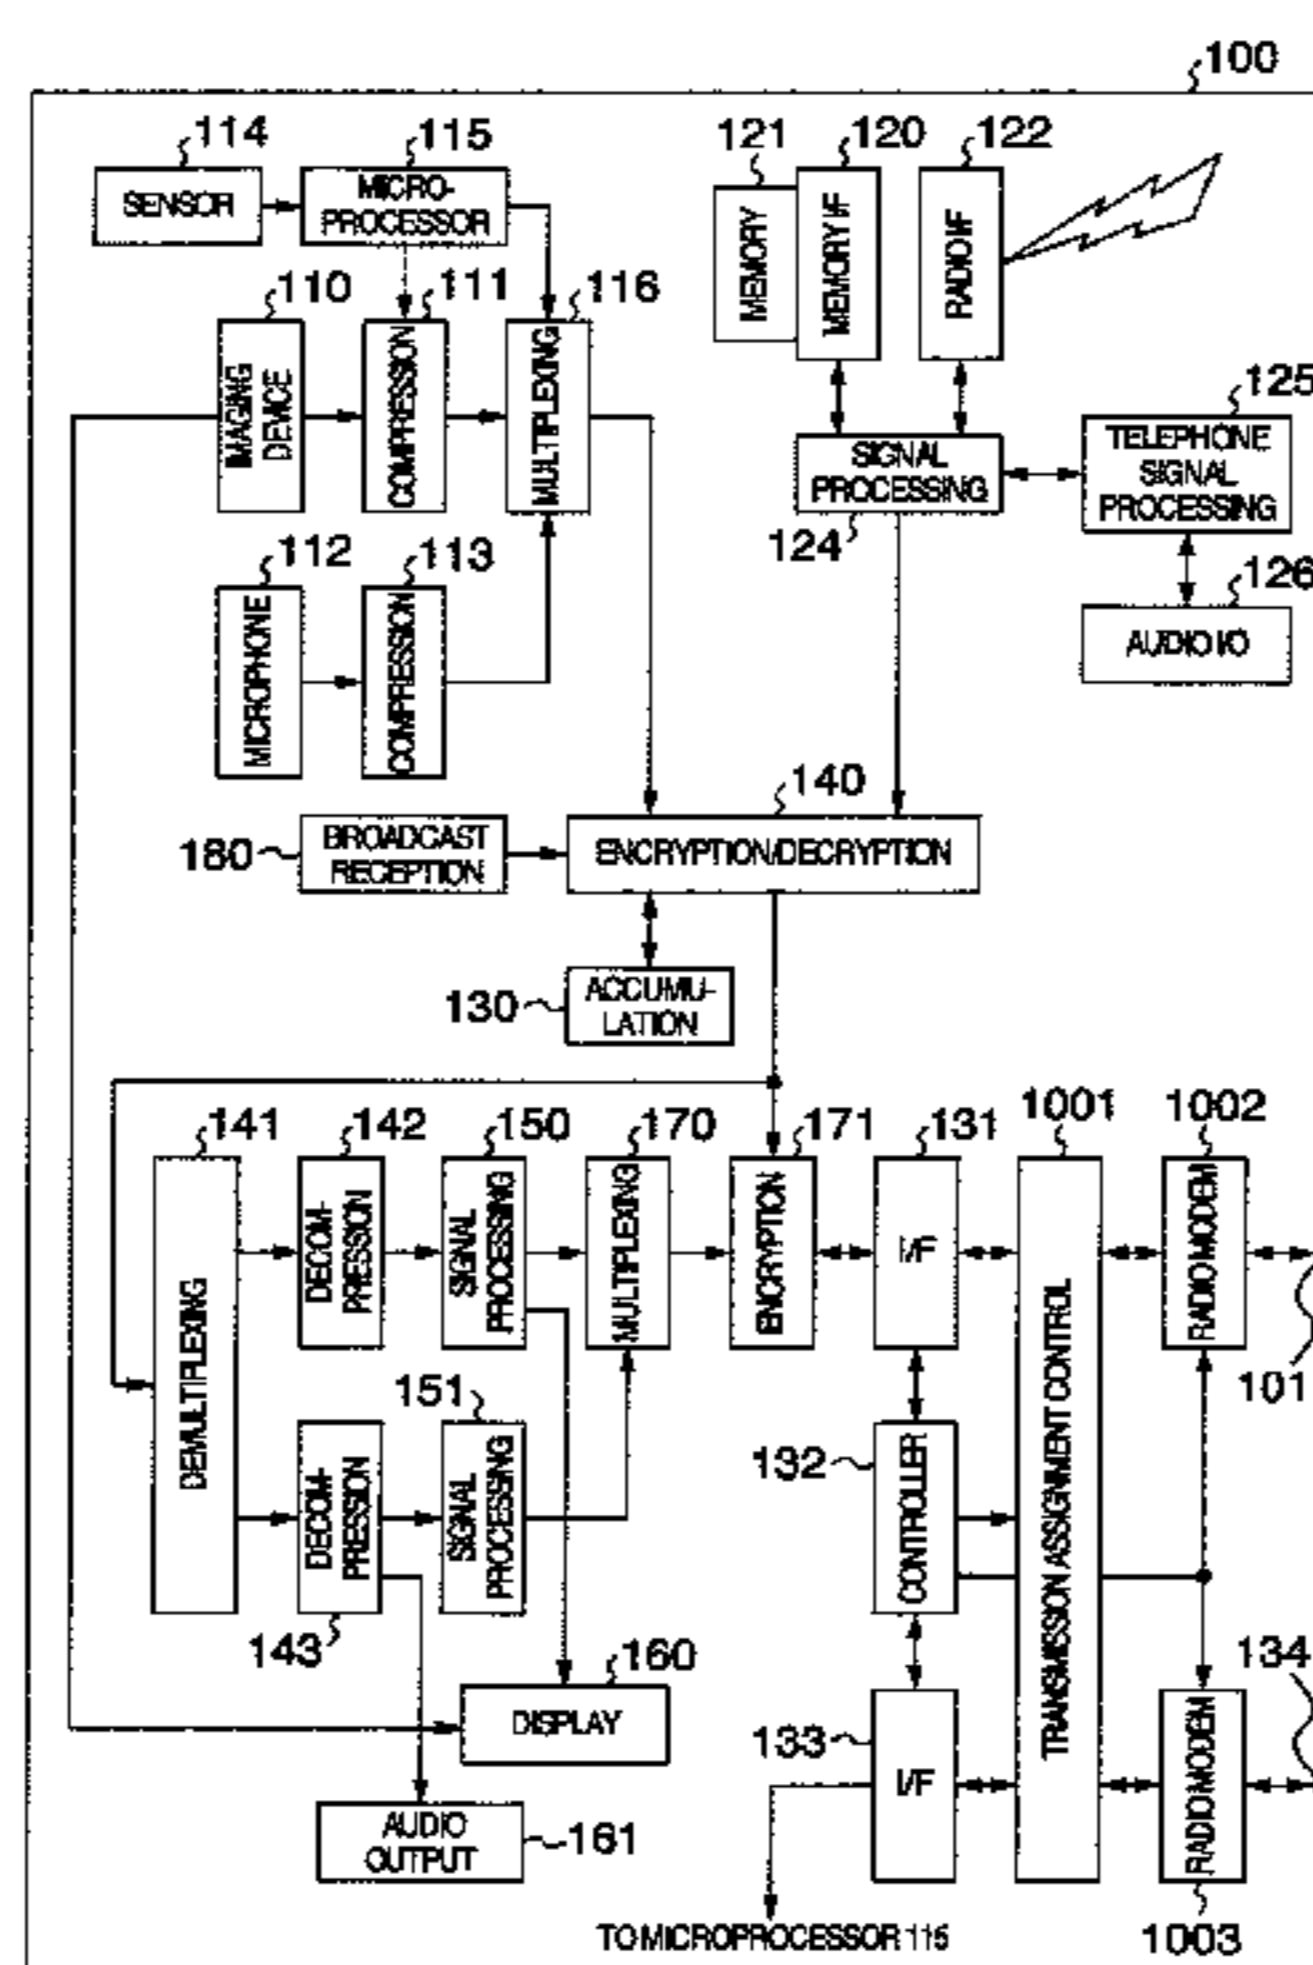 100
114
115
121
120
122
SENSOR
MICRO-
PROCESSOR
MEMORY
MEMORY I/F
RADIO I/F
110
111
116
IMAGING
DEVICE
COMPRESSION
MULTIPLEXING
125
SIGNAL
PROCESSING
124
TELEPHONE
SIGNAL
PROCESSING
112
113
126
MICROPHONE
COMPRESSION
AUDIO I/O
140
180
BROADCAST
RECEPTION
ENCRYPTION/DECRYPTION
130
ACCUMU-
LATION
141
142
150
170
171
131
1001
1002
DEMULTIPLEXING
DECOM-
PRESSION
SIGNAL
PROCESSING
MULTIPLEXING
ENCRYPTION
I/F
TRANSMISSION ASSIGNMENT CONTROL
RADIO MODEM
101
151
132
DECOM-
PRESSION
SIGNAL
PROCESSING
CONTROLLER
143
160
134
DISPLAY
133
I/F
RADIO MODEM
AUDIO
OUTPUT
161
TO MICROPROCESSOR 115
1003